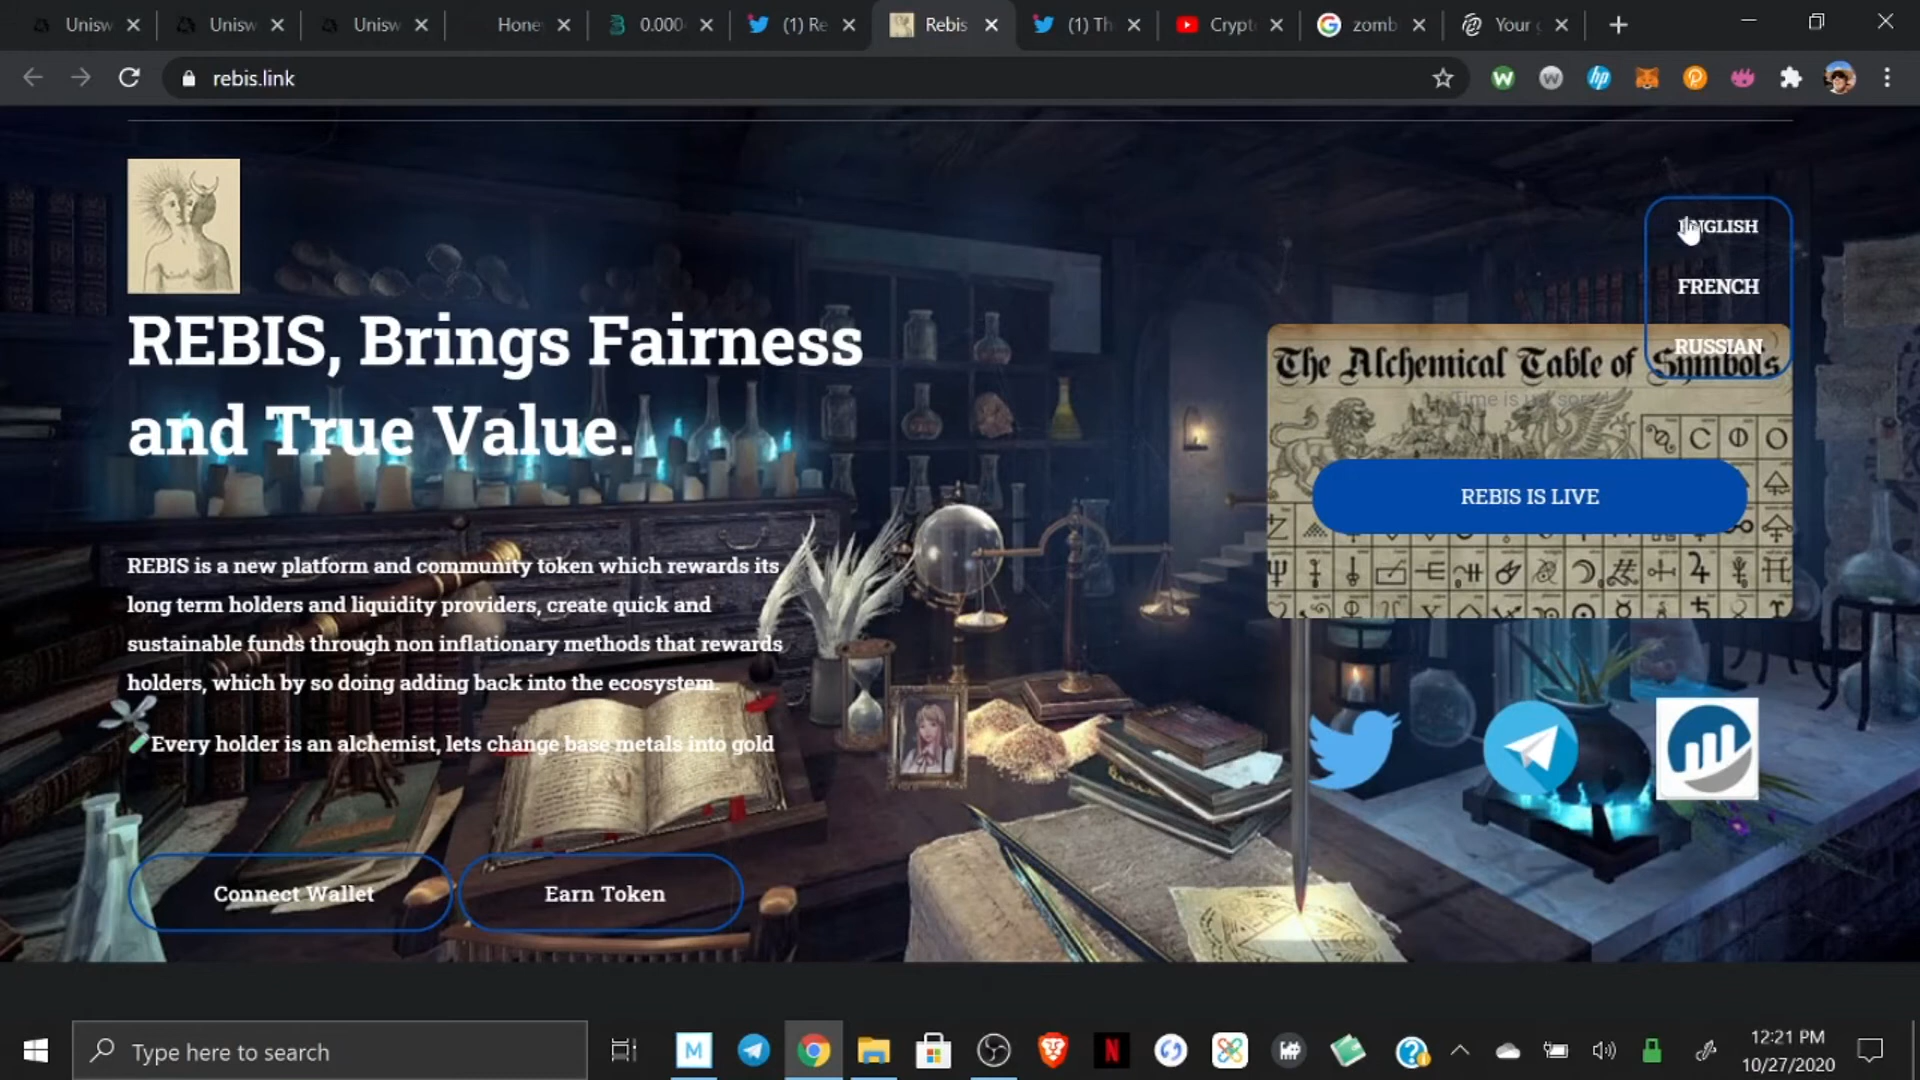 Unisw
Unisw
Unisw
Hone
0.000
(1) Re
Rebis
(1) Th
Crypt
zomb
Your
rebis.link
ENGLISH
FRENCH
RUSSIAN
REBIS, Brings Fairness
and True Value.
The Alchemical Table of Symbols
REBIS IS LIVE
REBIS is a new platform and community token which rewards its
long term holders and liquidity providers, create quick and
sustainable funds through non inflationary methods that rewards
holders, which by so doing adding back into the ecosystem.
Every holder is an alchemist, lets change base metals into gold
Connect Wallet
Earn Token
Type here to search
12:21 PM
10/27/2020